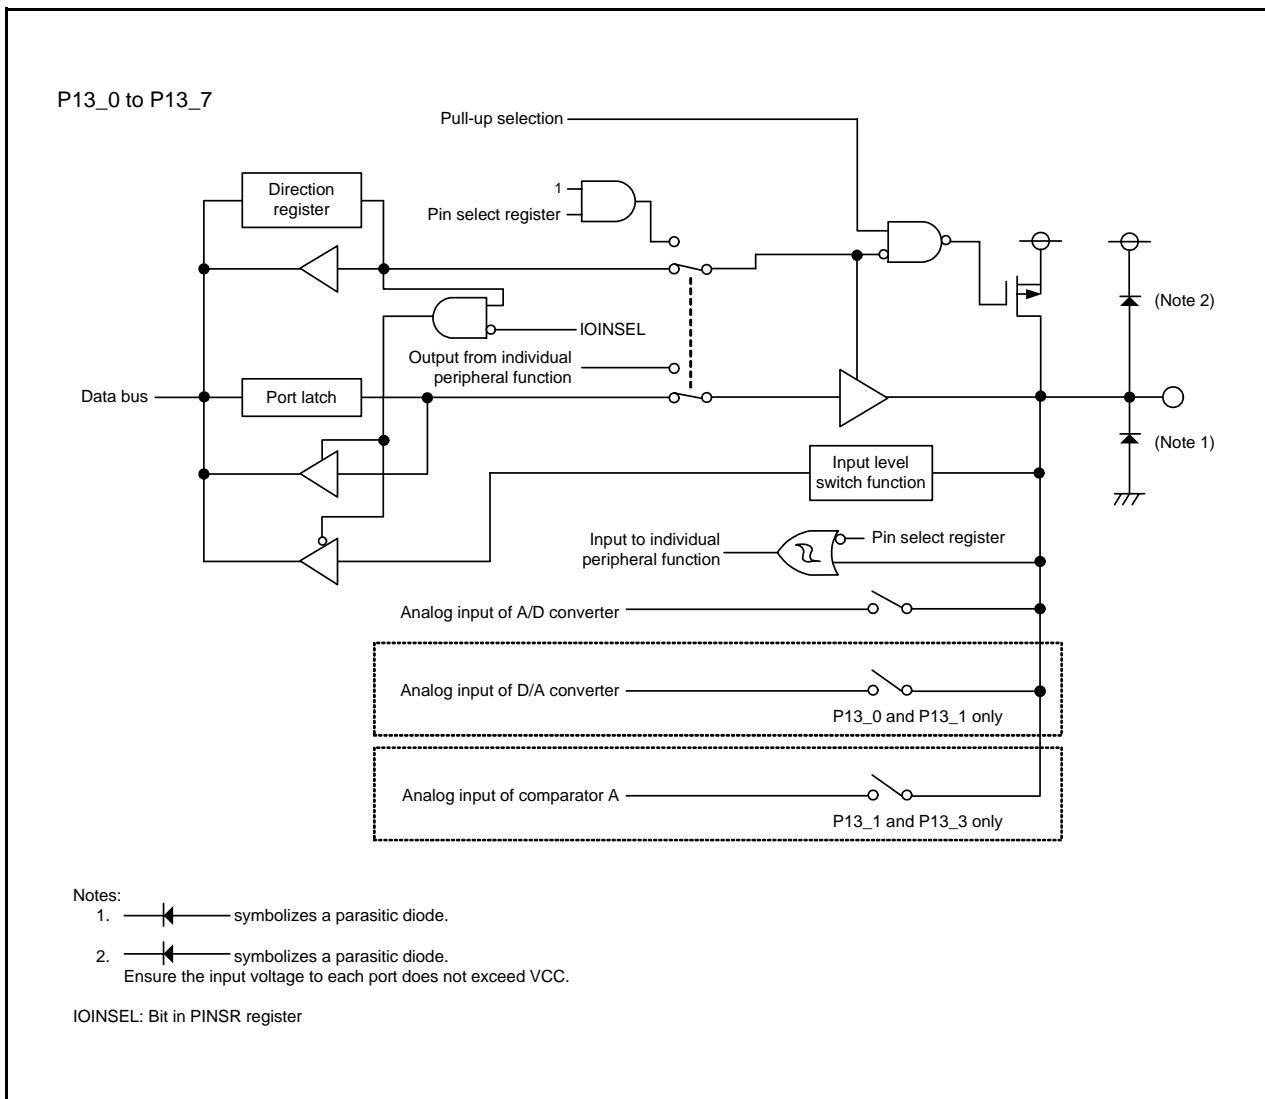 P13_0 to P13_7
Pull-up selection
Direction
register
1
Pin select register
(Note 2)
IOINSEL
Output from individual
peripheral function
Data bus
Port latch
(Note 1)
Input level
switch function
Input to individual
peripheral function
Pin select register
Analog input of A/D converter
Analog input of D/A converter
P13_0 and P13_1 only
Analog input of comparator A
P13_1 and P13_3 only
Notes:
1. symbolizes a parasitic diode.
2. symbolizes a parasitic diode.
Ensure the input voltage to each port does not exceed VCC.
IOINSEL: Bit in PINSR register